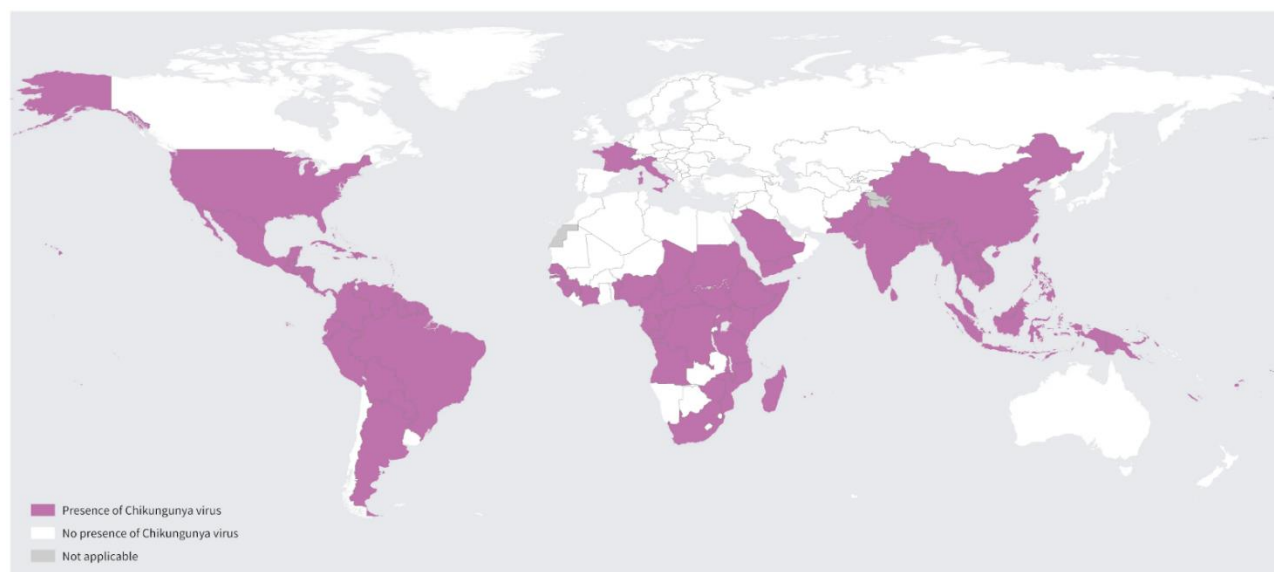 Presence of Chikungunya virus
No presence of Chikungunya virus
Not applicable